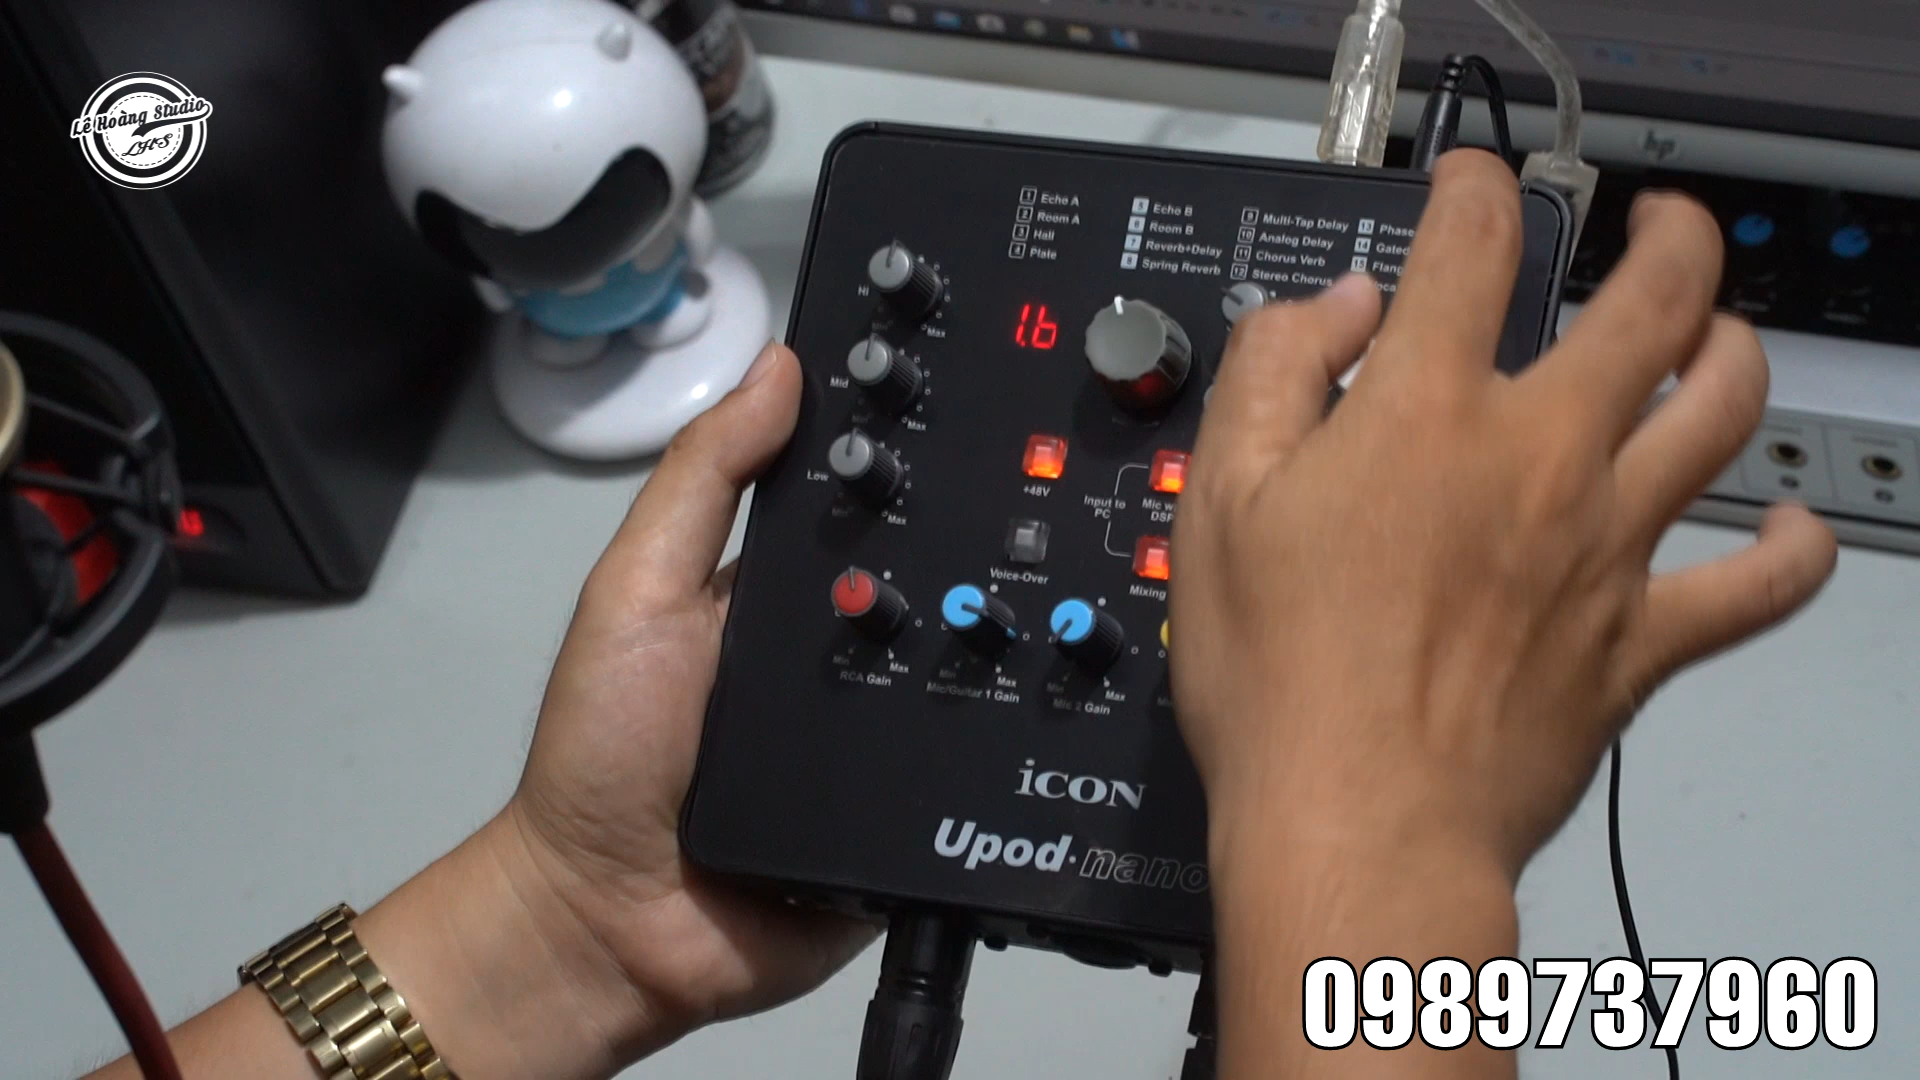 Lê Hoàng Studio
LHS
hp
1 Echo A
2 Room A
3 Hall
4 Plate
5 Echo B
6 Room B
7 Reverb+Delay
8 Spring Reverb
9 Multi-Tap Delay
10 Analog Delay
11 Chorus Verb
12 Stereo Chorus
13 Phase
14 Gated
15 Flang
Hi
Max
Mid
Max
Low
Min
Max
1.6
+48V
Input to
PC
Mic w
DSP
Voice-Over
Mixing
Min
Max
RCA Gain
Min
Max
Mic/Guitar 1 Gain
Min
Max
Mic 2 Gain
iCON
Upod·nano
0989737960